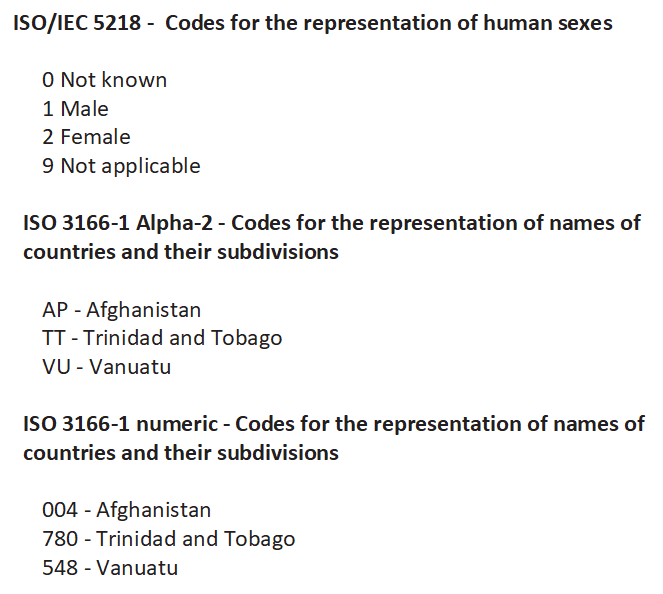 ISO/IEC 5218 -  Codes for the representation of human sexes
0 Not known
1 Male
2 Female
9 Not applicable
ISO 3166-1 Alpha-2 - Codes for the representation of names of
countries and their subdivisions
AP - Afghanistan
TT - Trinidad and Tobago
VU - Vanuatu
ISO 3166-1 numeric - Codes for the representation of names of
countries and their subdivisions
004 - Afghanistan
780 - Trinidad and Tobago
548 - Vanuatu